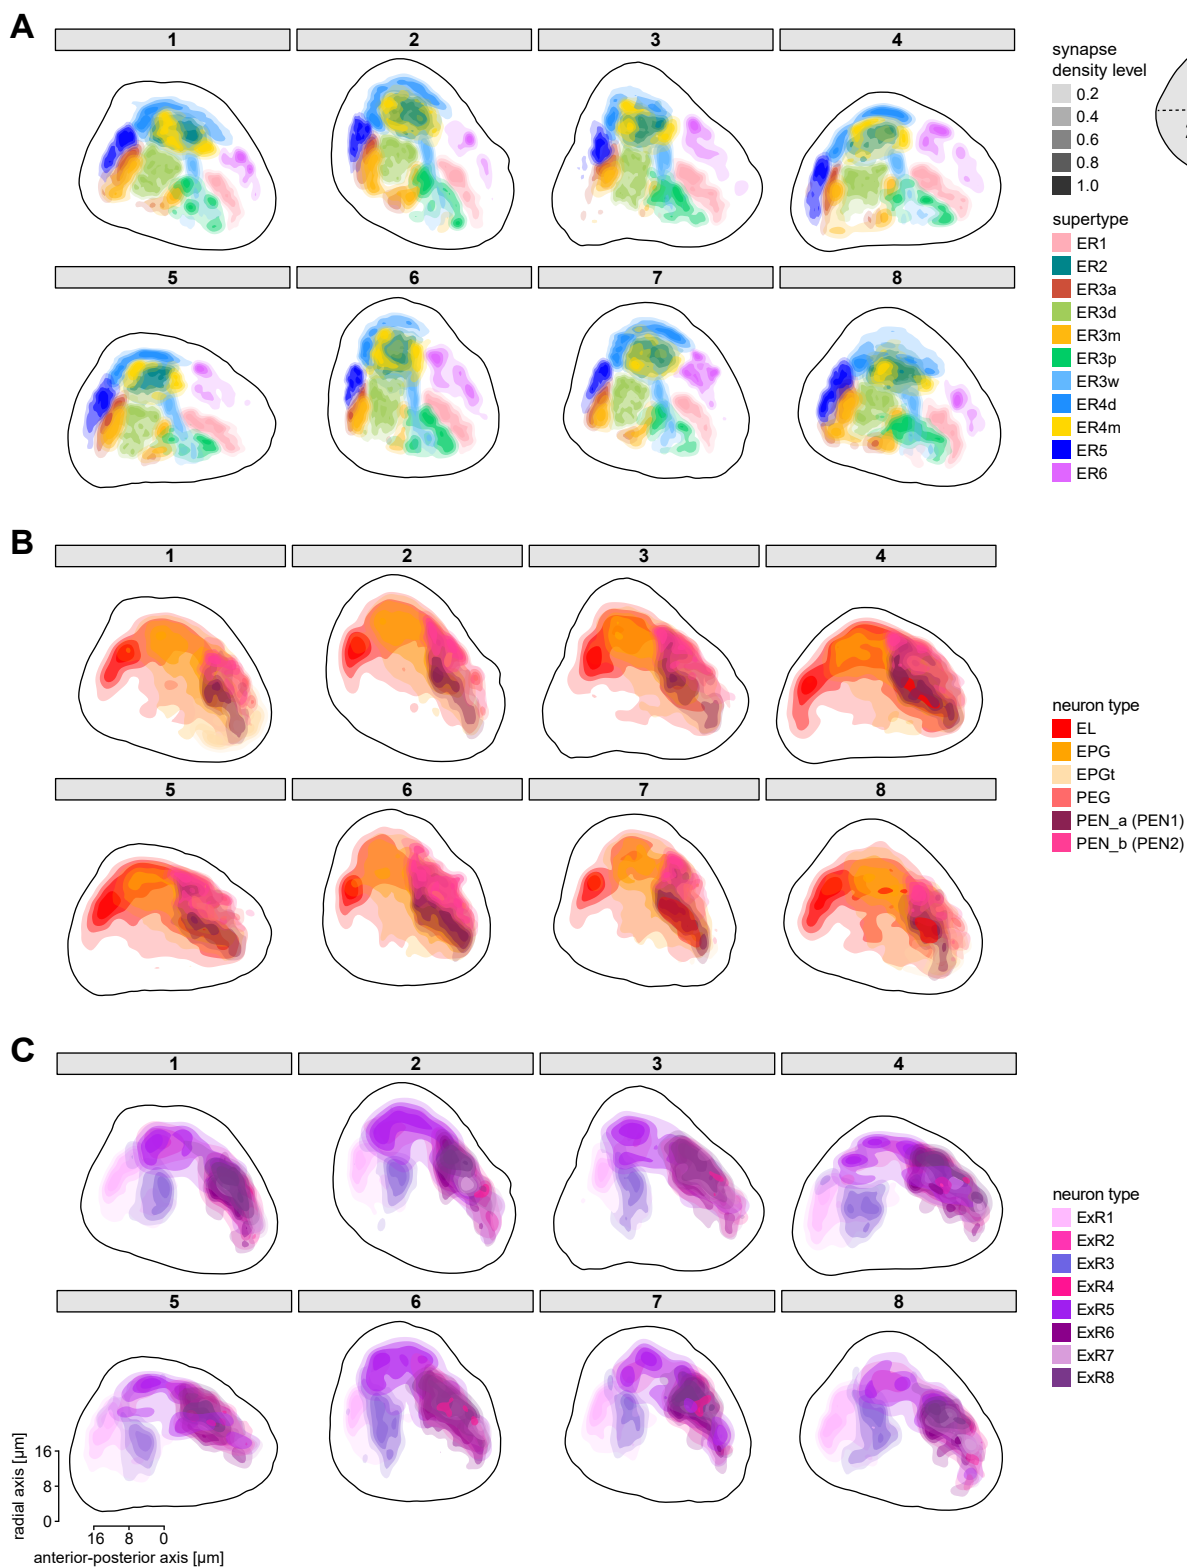 A
1 2 3 4
synapse
density level
0.2
0.4
0.6
0.8
1.0
supertype
ER1
ER2
ER3a
ER3d
ER3m
ER3p
ER3w
ER4d
ER4m
ER5
ER6
5 6 7 8
B
1 2 3 4
neuron type
EL
EPG
EPGt
PEG
PEN_a (PEN1)
PEN_b (PEN2)
5 6 7 8
C
1 2 3 4
neuron type
ExR1
ExR2
ExR3
ExR4
ExR5
ExR6
ExR7
ExR8
5 6 7 8
radial axis [µm]
16
8
0
16 8 0
anterior-posterior axis [µm]